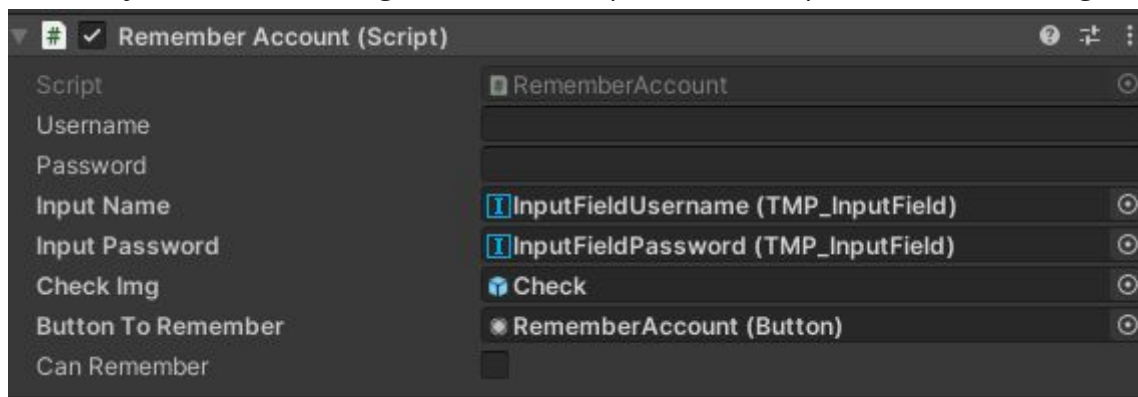 Remember Account (Script)
Script RememberAccount
Username
Password
Input Name InputFieldUsername (TMP_InputField)
Input Password InputFieldPassword (TMP_InputField)
Check Img Check
Button To Remember RememberAccount (Button)
Can Remember